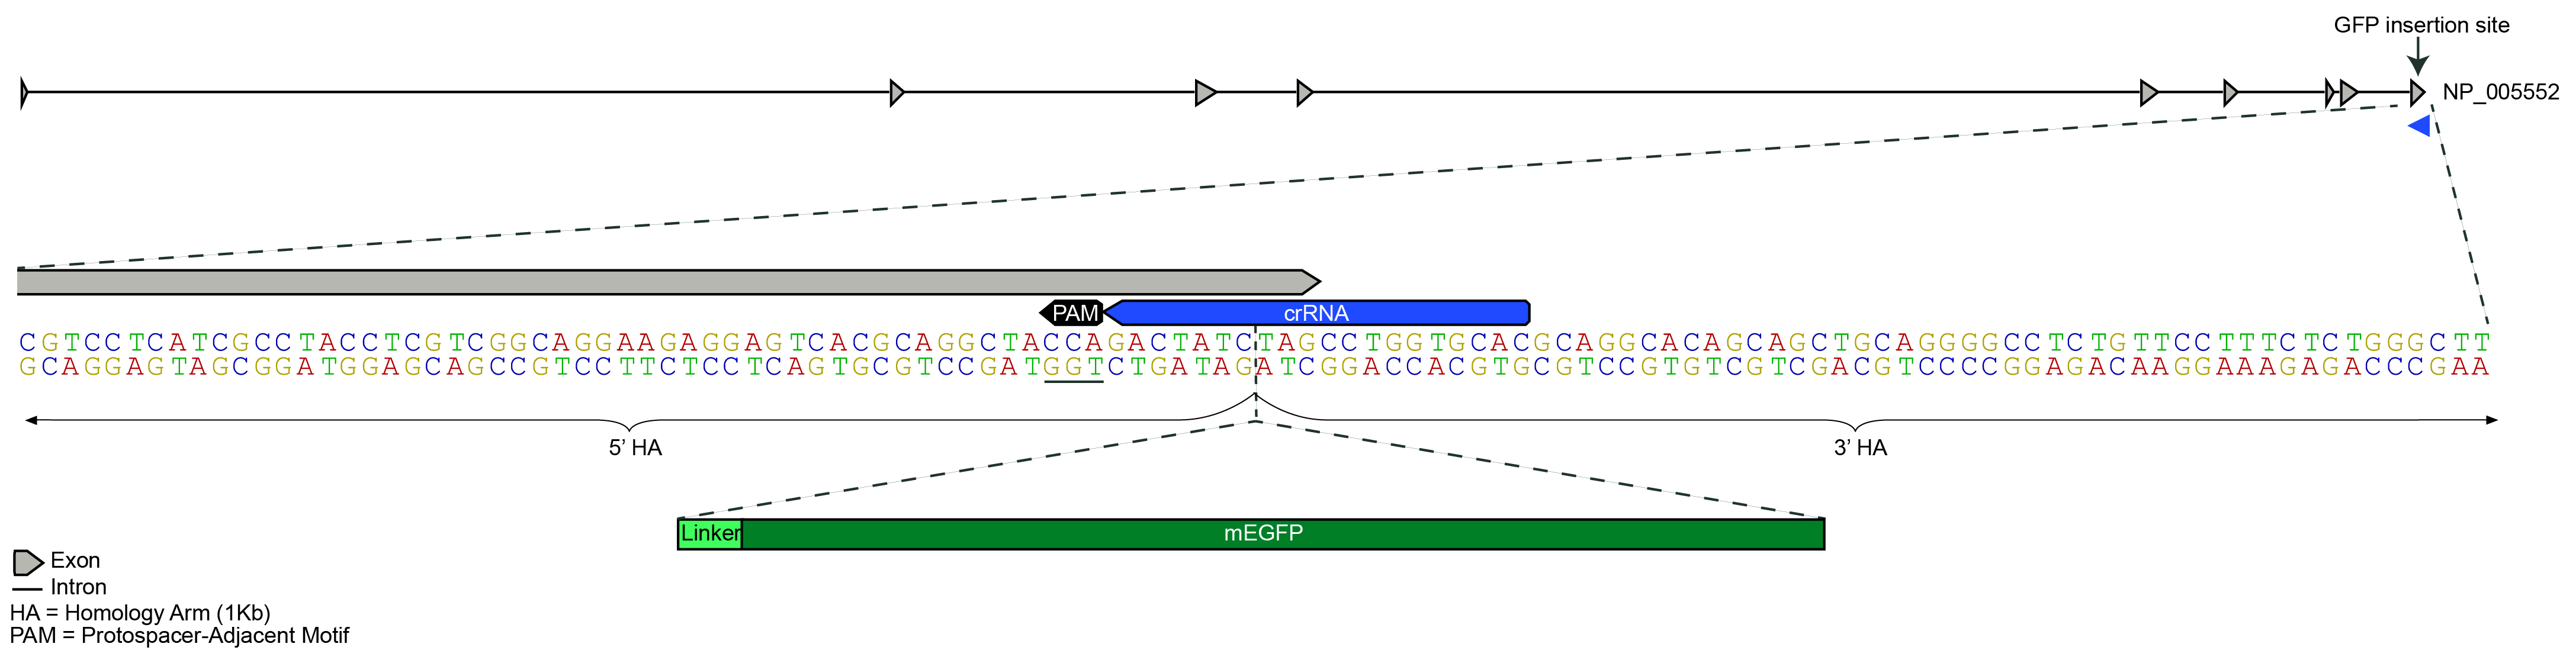 GFP insertion site
NP_005552
PAM
crRNA
CGTCCTCATCGCCTACCTCGTCGGCAGGAAGAGGAGTCACGCAGGCTACCAGACTATCTAGCCTGGTGCACGCAGGCACAGCAGCTGCAGGGGCCTCTGTTCCTTTCTCTGGGCTT
GCAGGAGTAGCGGATGGAGCAGCCGTCCTTCTCCTCAGTGCGTCCGATGGTCTGATAGATCGGACCACGTGCGTCCGTGTCGTCGACGTCCCCGGAGACAAGGAAAGAGACCCGAA
5’ HA
3’ HA
Linker
mEGFP
Exon
Intron
HA = Homology Arm (1Kb)
PAM = Protospacer-Adjacent Motif